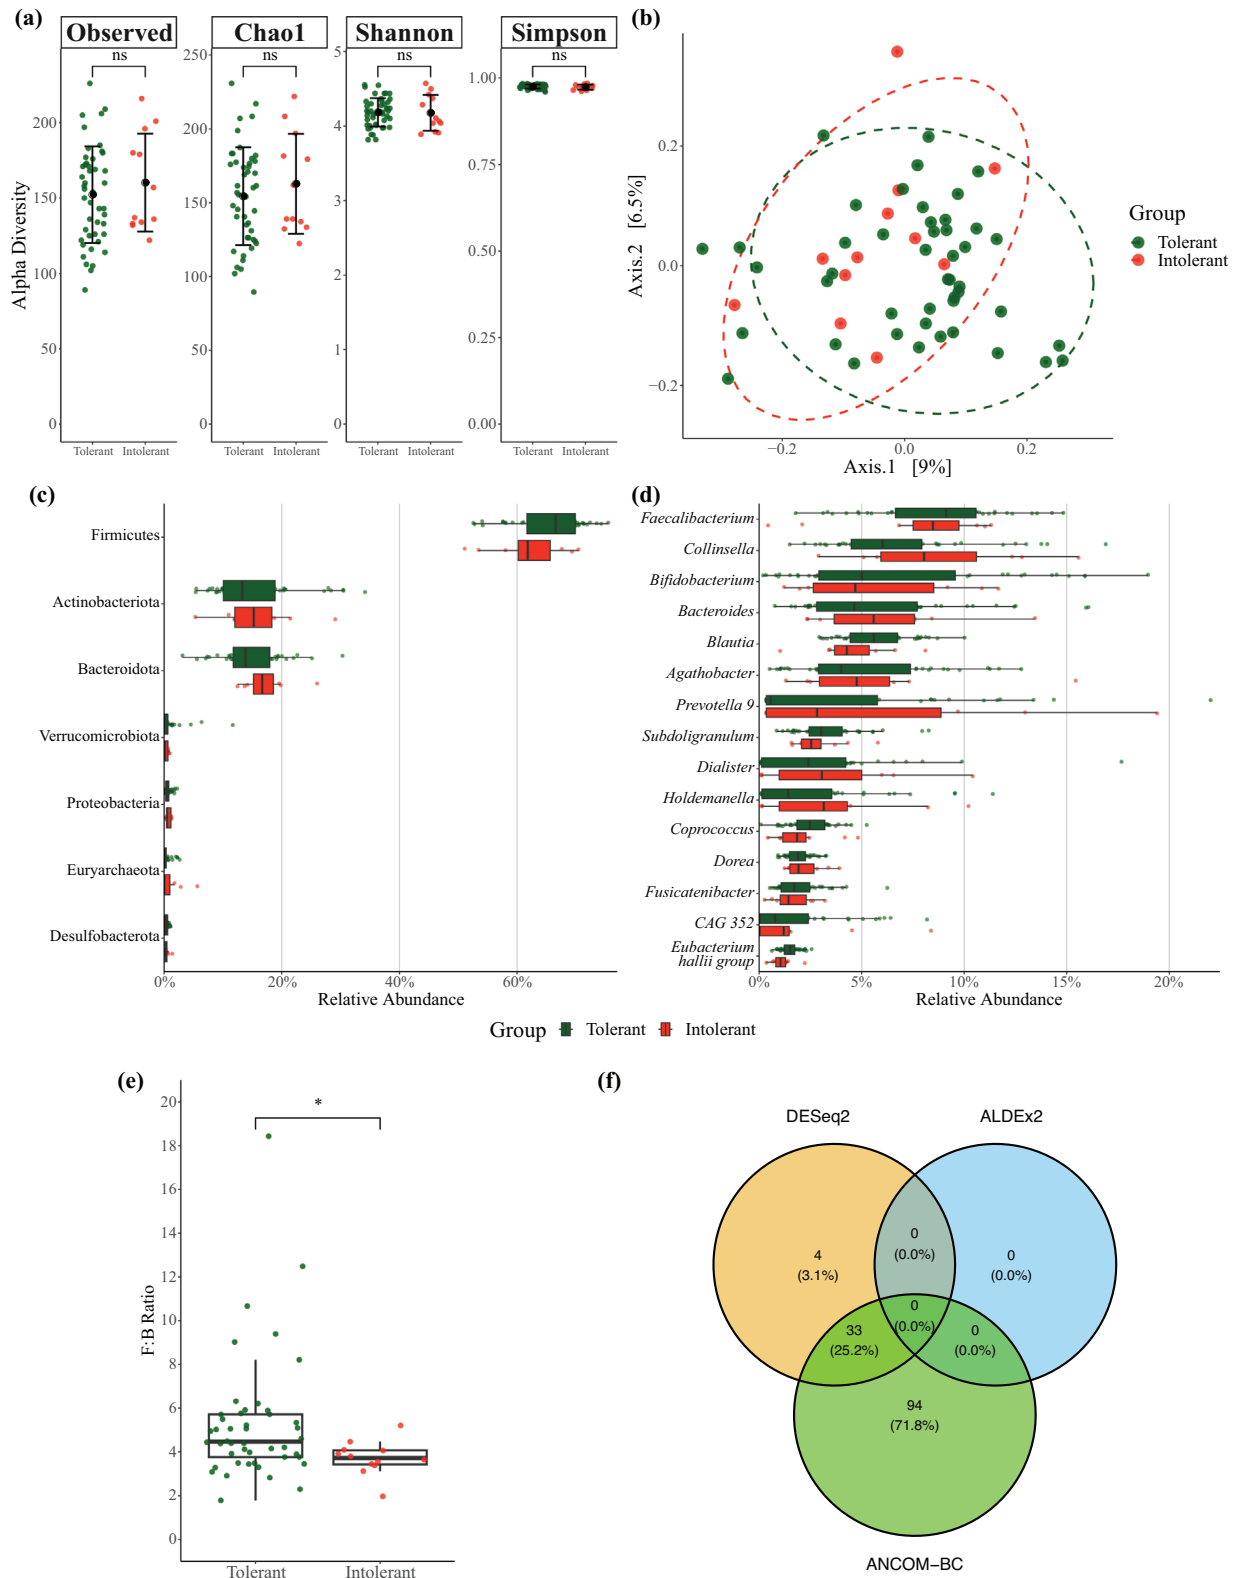 (a)
Observed
Chao1
Shannon
Simpson
ns
ns
ns
ns
Alpha Diversity
200
150
100
50
0
250
200
150
100
50
0
5
4
3
2
1
0
1.00
0.75
0.50
0.25
0.00
Tolerant Intolerant
Tolerant Intolerant
Tolerant Intolerant
Tolerant Intolerant
(b)
Axis.2 [6.5%]
0.2
0.0
−0.2
−0.2 0.0 0.2
Axis.1 [9%]
Group
Tolerant
Intolerant
(c)
Firmicutes
Actinobacteriota
Bacteroidota
Verrucomicrobiota
Proteobacteria
Euryarchaeota
Desulfobacterota
0% 20% 40% 60%
Relative Abundance
(d)
Faecalibacterium
Collinsella
Bifidobacterium
Bacteroides
Blautia
Agathobacter
Prevotella 9
Subdoligranulum
Dialister
Holdemanella
Coprococcus
Dorea
Fusicatenibacter
CAG 352
Eubacterium
hallii group
0% 5% 10% 15% 20%
Relative Abundance
Group Tolerant Intolerant
(e)
F:B Ratio
20
18
16
14
12
10
8
6
4
2
0
*
Tolerant Intolerant
(f)
DESeq2 ALDEx2
4
(3.1%)
0
(0.0%)
0
(0.0%)
0
(0.0%)
33
(25.2%)
0
(0.0%)
94
(71.8%)
ANCOM−BC